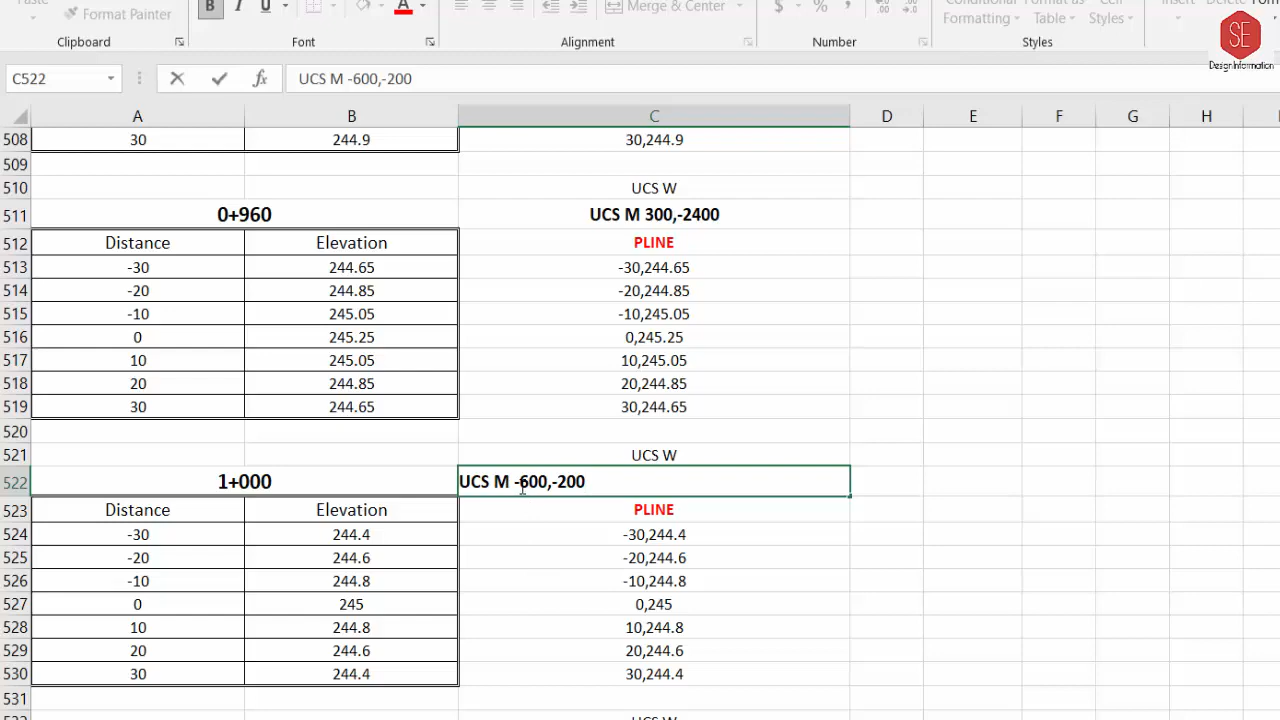 Paste
Format Painter
B I U A
Merge & Center
$ % ,
Conditional Format as Cell
Formatting Table Styles
Insert Delete Form
Clipboard Font Alignment Number Styles
SE
Design Information
C522 fx UCS M -600,-200
A B C D E F G H
508 30 244.9 30,244.9
509
510 UCS W
511 0+960 UCS M 300,-2400
512 Distance Elevation PLINE
513 -30 244.65 -30,244.65
514 -20 244.85 -20,244.85
515 -10 245.05 -10,245.05
516 0 245.25 0,245.25
517 10 245.05 10,245.05
518 20 244.85 20,244.85
519 30 244.65 30,244.65
520
521 UCS W
522 1+000 UCS M -600,-200
523 Distance Elevation PLINE
524 -30 244.4 -30,244.4
525 -20 244.6 -20,244.6
526 -10 244.8 -10,244.8
527 0 245 0,245
528 10 244.8 10,244.8
529 20 244.6 20,244.6
530 30 244.4 30,244.4
531
532 UCS W